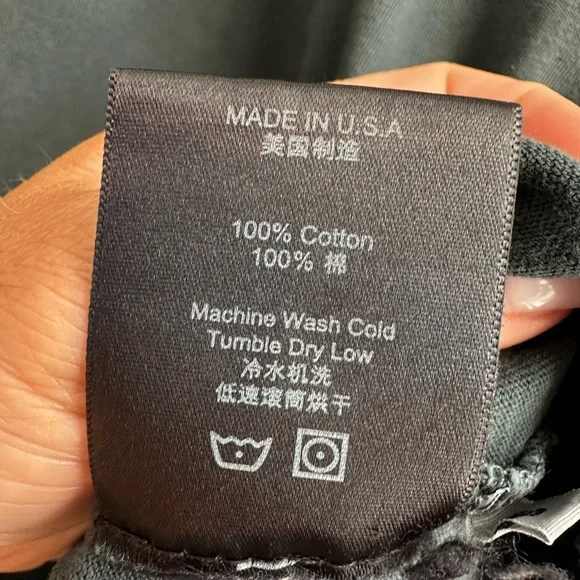 MADE IN U.S.A
美国制造
100% Cotton
100% 棉
Machine Wash Cold
Tumble Dry Low
冷水机洗
低速滚筒烘干